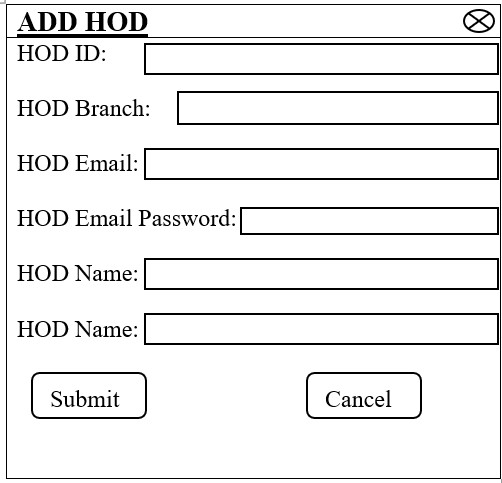 ADD HOD
HOD ID:
HOD Branch:
HOD Email:
HOD Email Password:
HOD Name:
HOD Name:
Submit Cancel